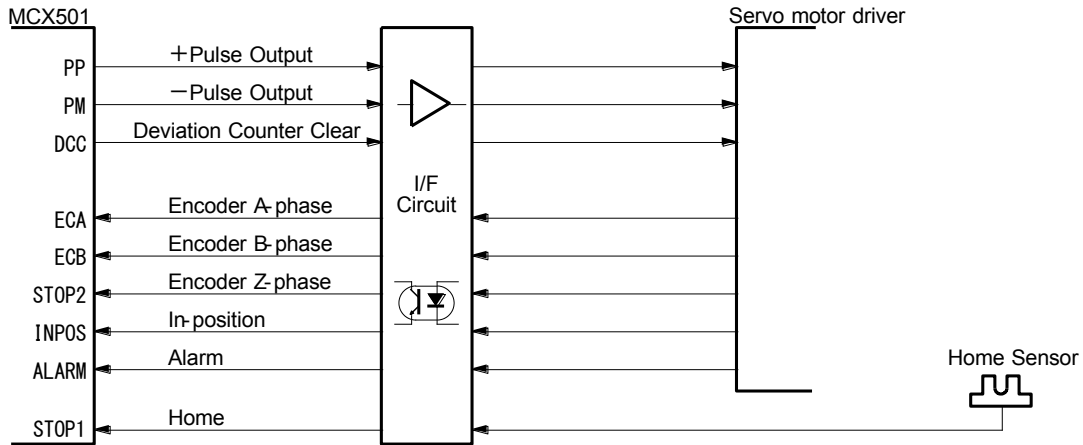 MCX501
Servo motor driver
PP
+Pulse Output
PM
−Pulse Output
DCC
Deviation Counter Clear
I/F
Circuit
ECA
Encoder A-phase
ECB
Encoder B-phase
STOP2
Encoder Z-phase
INPOS
In-position
ALARM
Alarm
Home Sensor
STOP1
Home